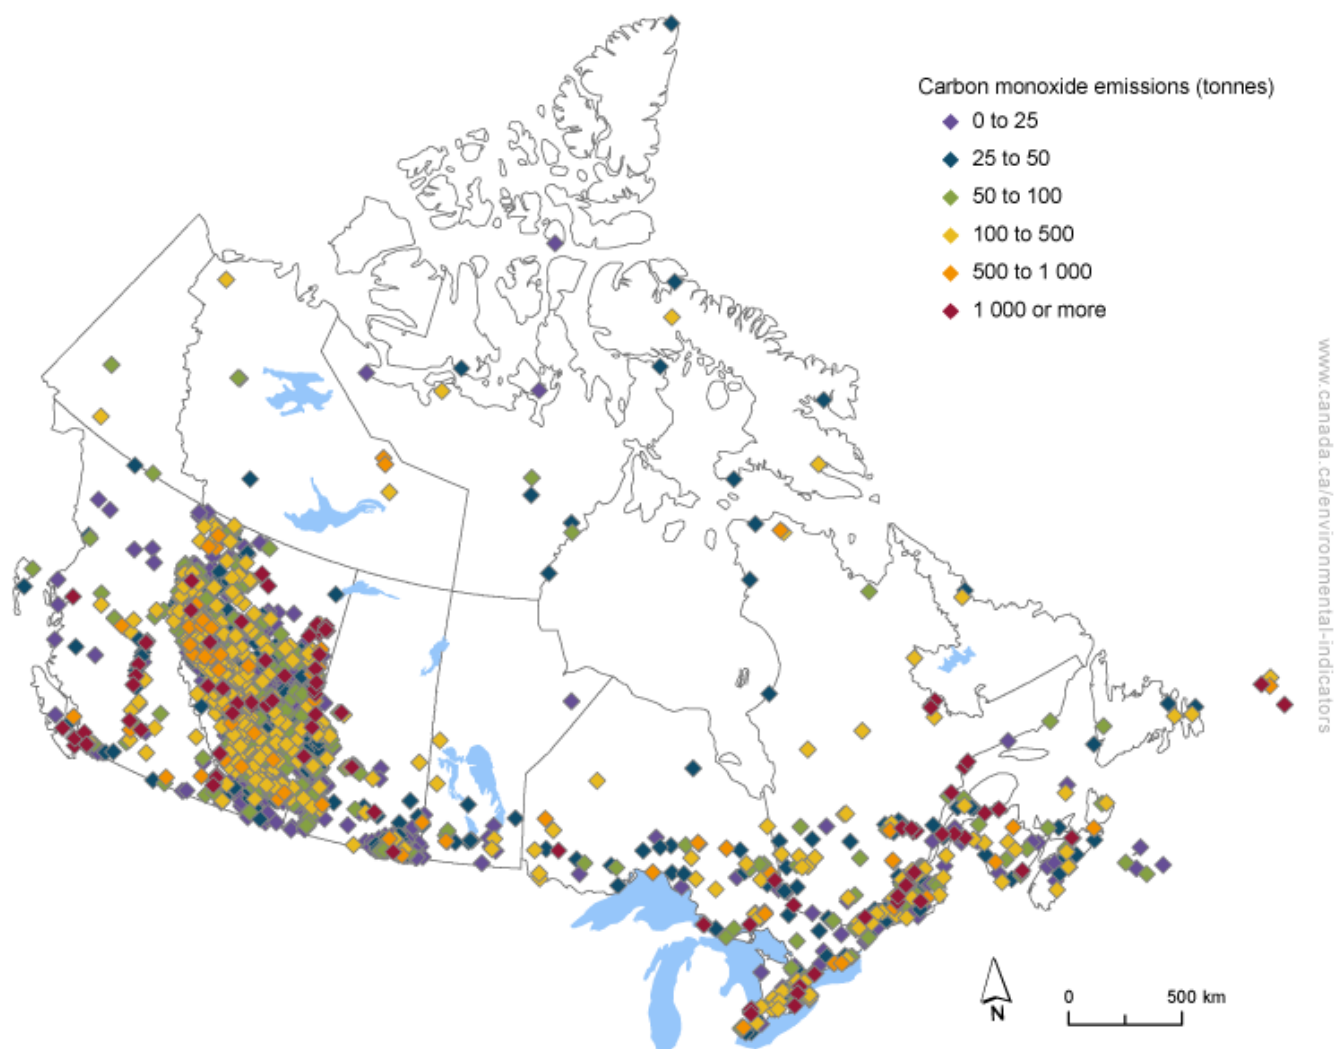 Carbon monoxide emissions (tonnes)
0 to 25
25 to 50
50 to 100
100 to 500
500 to 1 000
1 000 or more
www.canada.ca/environmental-indicators
N
0 500 km